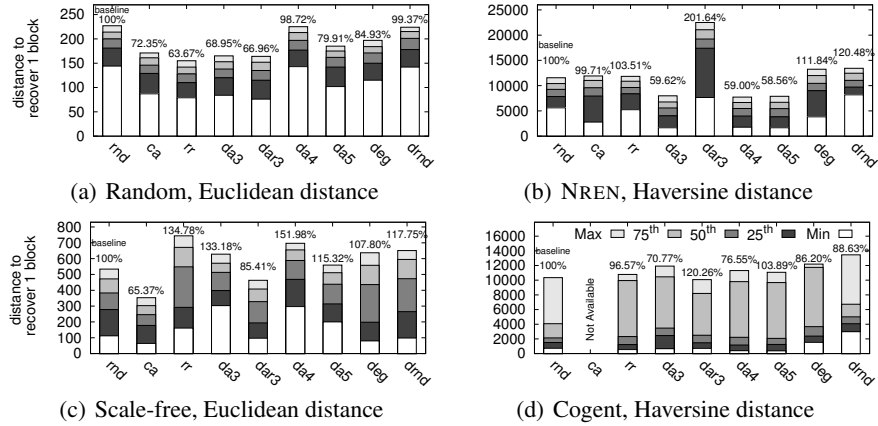 distance to
recover 1 block
250
200
150
100
50
0
baseline
100%
72.35%
63.67%
68.95%
66.96%
98.72%
79.91%
84.93%
99.37%
rnd
ca
rr
da3
dar3
da4
da5
deg
drnd
(a) Random, Euclidean distance
25000
20000
15000
10000
5000
0
baseline
100%
99.71%
103.51%
59.62%
201.64%
59.00%
58.56%
111.84%
120.48%
rnd
ca
rr
da3
dar3
da4
da5
deg
drnd
(b) NREN, Haversine distance
distance to
recover 1 block
800
700
600
500
400
300
200
100
0
baseline
100%
65.37%
134.78%
133.18%
85.41%
151.98%
115.32%
107.80%
117.75%
rnd
ca
rr
da3
dar3
da4
da5
deg
drnd
(c) Scale-free, Euclidean distance
16000
14000
12000
10000
8000
6000
4000
2000
0
Max 75th 50th 25th Min
baseline
100%
Not Available
96.57%
70.77%
120.26%
76.55%
103.89%
86.20%
88.63%
rnd
ca
rr
da3
dar3
da4
da5
deg
drnd
(d) Cogent, Haversine distance